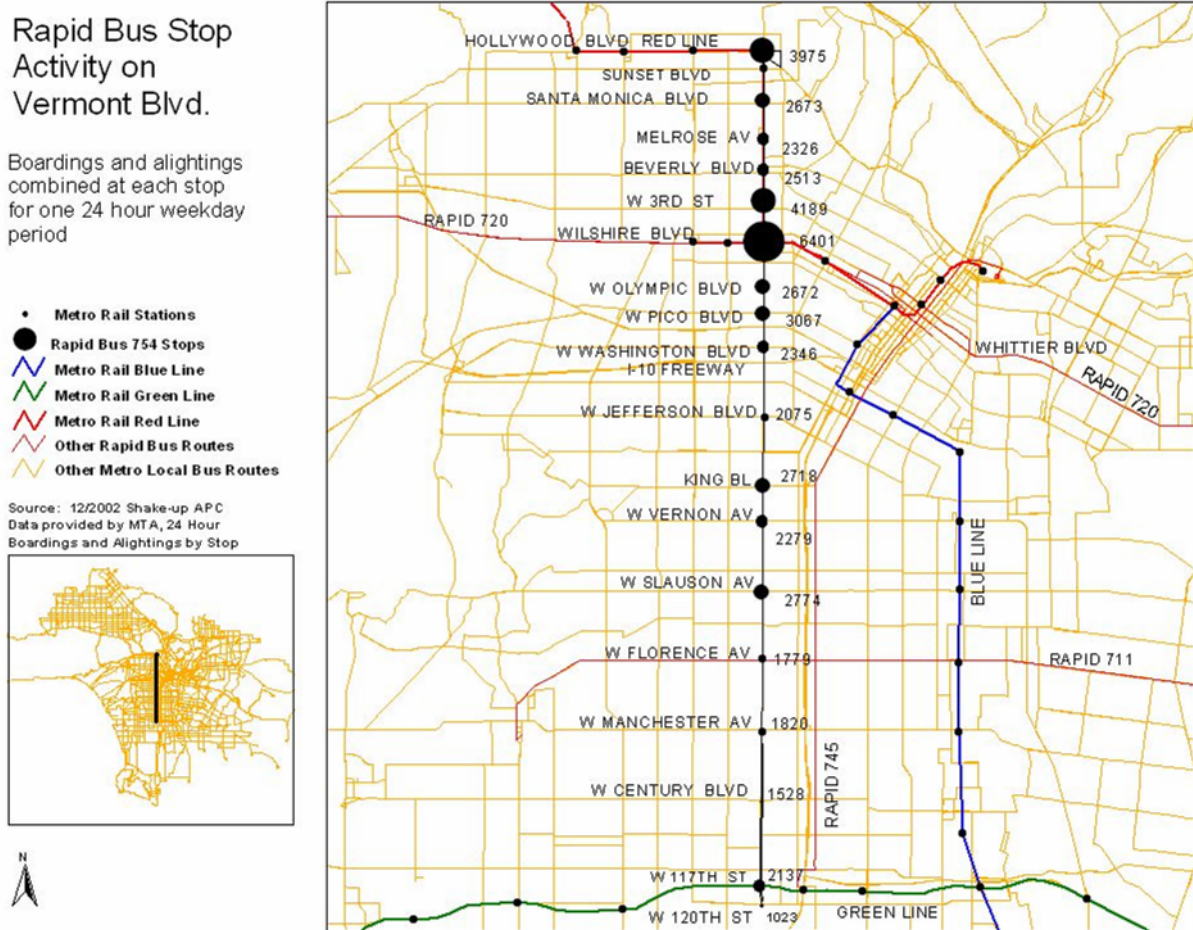 Rapid Bus Stop
Activity on
Vermont Blvd.
Boardings and alightings
combined at each stop
for one 24 hour weekday
period
Metro Rail Stations
Rapid Bus 754 Stops
Metro Rail Blue Line
Metro Rail Green Line
Metro Rail Red Line
Other Rapid Bus Routes
Other Metro Local Bus Routes
Source: 12/2002 Shake-up APC
Data provided by MTA, 24 Hour
Boardings and Alightings by Stop
N
HOLLYWOOD BLVD RED LINE
3975
SUNSET BLVD
SANTA MONICA BLVD
2673
MELROSE AV
2326
BEVERLY BLVD
2513
W 3RD ST
4189
RAPID 720
WILSHIRE BLVD
6401
W OLYMPIC BLVD
2672
W PICO BLVD
3067
W WASHINGTON BLVD
2346
I-10 FREEWAY
WHITTIER BLVD
RAPID 720
W JEFFERSON BLVD
2075
KING BL
2718
W VERNON AV
2279
BLUE LINE
W SLAUSON AV
2774
W FLORENCE AV
1779
RAPID 711
W MANCHESTER AV
1820
RAPID 745
W CENTURY BLVD
1528
W 117TH ST
2137
W 120TH ST
1023
GREEN LINE